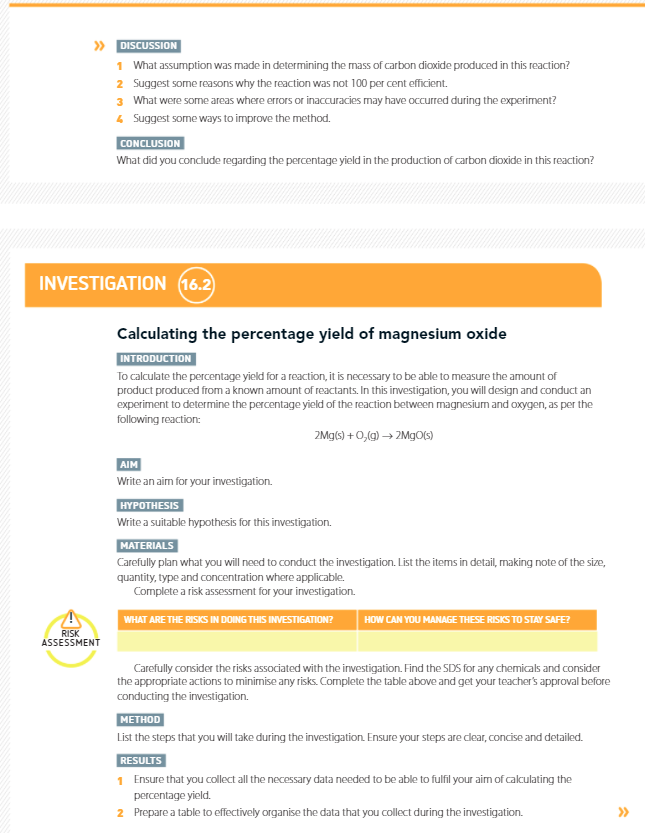 DISCUSSION
1 What assumption was made in determining the mass of carbon dioxide produced in this reaction?
2 Suggest some reasons why the reaction was not 100 per cent efficient.
3 What were some areas where errors or inaccuracies may have occurred during the experiment?
4 Suggest some ways to improve the method.
CONCLUSION
What did you conclude regarding the percentage yield in the production of carbon dioxide in this reaction?
INVESTIGATION 16.2
Calculating the percentage yield of magnesium oxide
INTRODUCTION
To calculate the percentage yield for a reaction, it is necessary to be able to measure the amount of
product produced from a known amount of reactants. In this investigation, you will design and conduct an
experiment to determine the percentage yield of the reaction between magnesium and oxygen, as per the
following reaction:
2Mg(s) + O₂(g) → 2MgO(s)
AIM
Write an aim for your investigation.
HYPOTHESIS
Write a suitable hypothesis for this investigation.
MATERIALS
Carefully plan what you will need to conduct the investigation. List the items in detail, making note of the size,
quantity, type and concentration where applicable.
Complete a risk assessment for your investigation.
! RISK
ASSESSMENT
WHAT ARE THE RISKS IN DOING THIS INVESTIGATION? HOW CAN YOU MANAGE THESE RISKS TO STAY SAFE?
Carefully consider the risks associated with the investigation. Find the SDS for any chemicals and consider
the appropriate actions to minimise any risks. Complete the table above and get your teacher's approval before
conducting the investigation.
METHOD
List the steps that you will take during the investigation. Ensure your steps are clear, concise and detailed.
RESULTS
1 Ensure that you collect all the necessary data needed to be able to fulfil your aim of calculating the
percentage yield.
2 Prepare a table to effectively organise the data that you collect during the investigation.